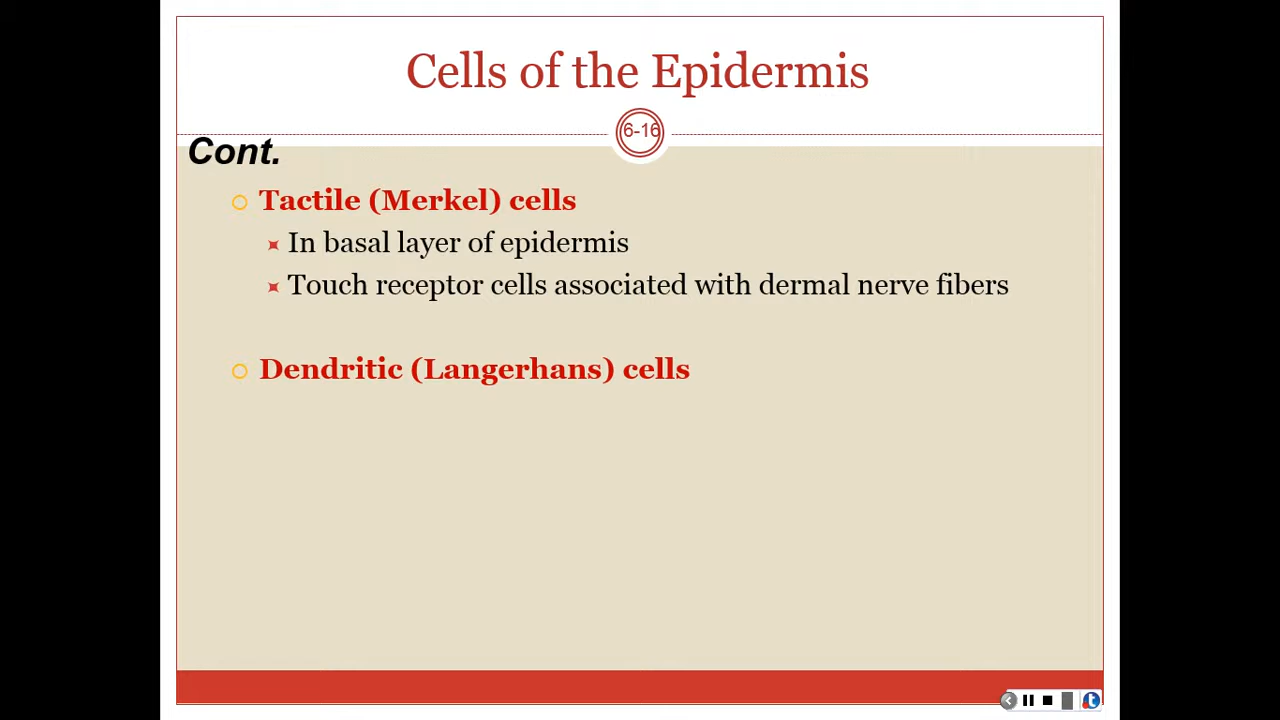 Cells of the Epidermis
6-16
Cont.
Tactile (Merkel) cells
In basal layer of epidermis
Touch receptor cells associated with dermal nerve fibers
Dendritic (Langerhans) cells
t